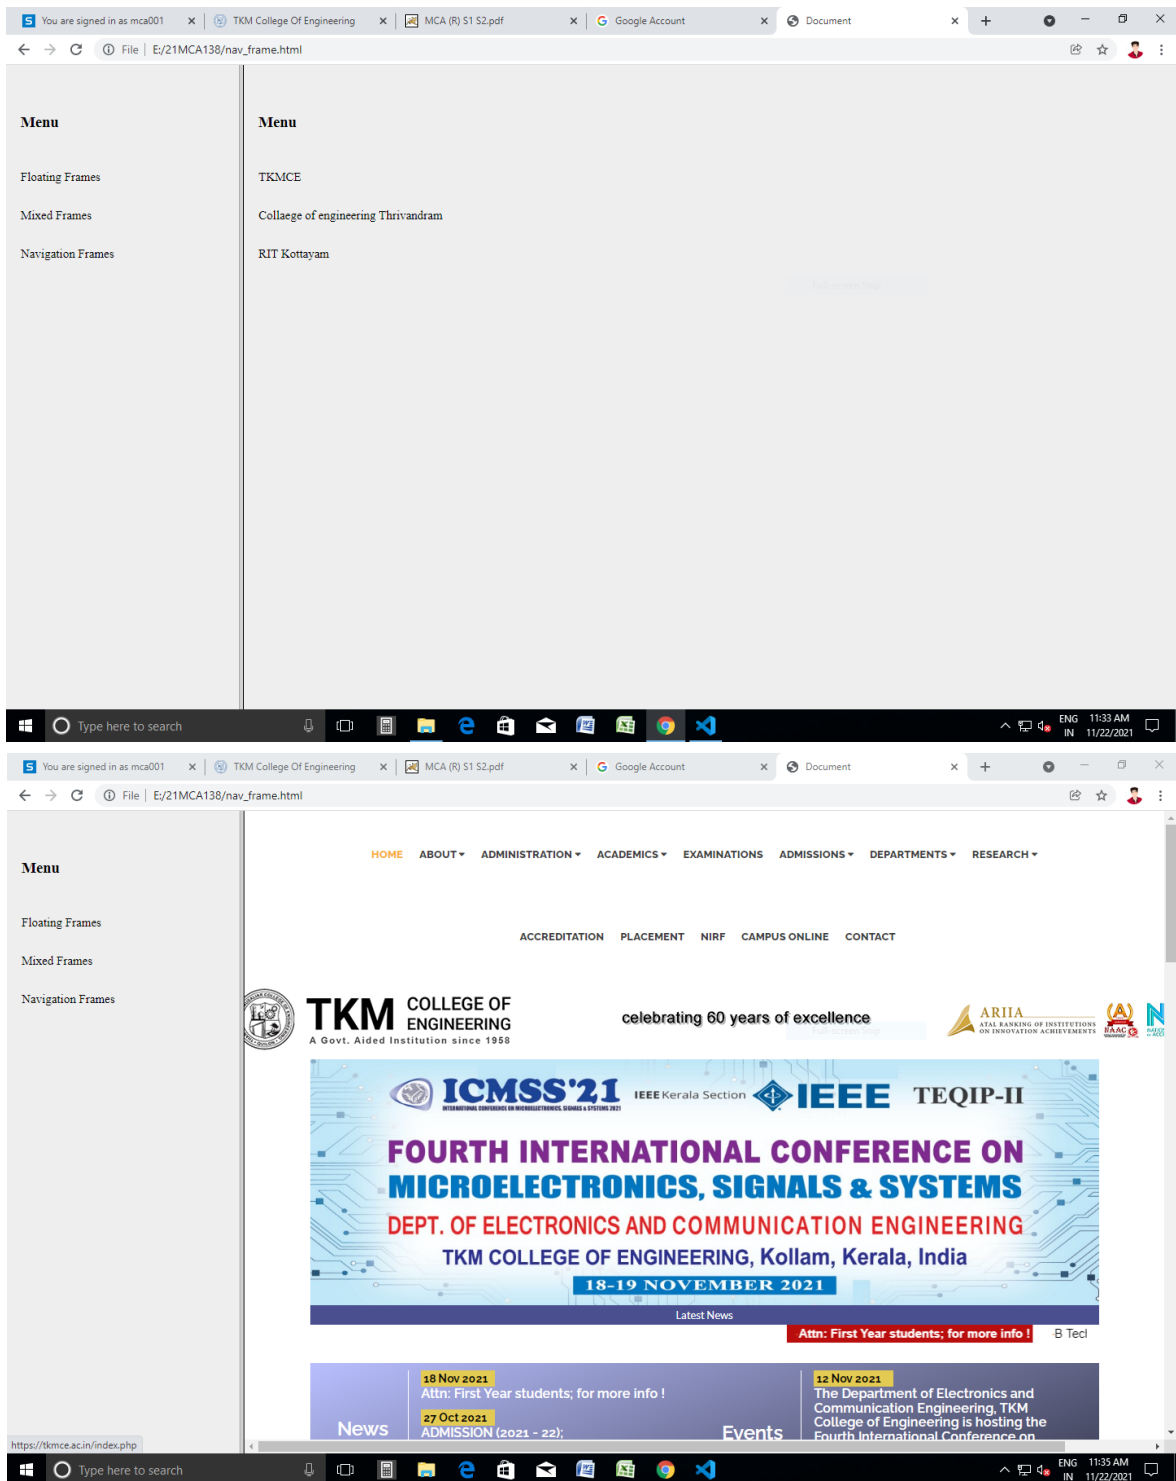 You are signed in as mca001
TKM College Of Engineering
MCA (R) S1 S2.pdf
Google Account
Document
File | E:/21MCA138/nav_frame.html
Menu
Floating Frames
Mixed Frames
Navigation Frames
Menu
TKMCE
Collaege of engineering Thrivandram
RIT Kottayam
Type here to search
ENG 11:33 AM
IN 11/22/2021
You are signed in as mca001
TKM College Of Engineering
MCA (R) S1 S2.pdf
Google Account
Document
File | E:/21MCA138/nav_frame.html
Menu
Floating Frames
Mixed Frames
Navigation Frames
HOME ABOUT ADMINISTRATION ACADEMICS EXAMINATIONS ADMISSIONS DEPARTMENTS RESEARCH
ACCREDITATION PLACEMENT NIRF CAMPUS ONLINE CONTACT
TKM COLLEGE OF ENGINEERING
A Govt. Aided Institution since 1958
celebrating 60 years of excellence
ARIIA
ATAL RANKING OF INSTITUTIONS
ON INNOVATION ACHIEVEMENTS
NAAC
ICMSS'21
INTERNATIONAL CONFERENCE ON MICROELECTRONICS, SIGNALS & SYSTEMS 2021
IEEE Kerala Section
IEEE
TEQIP-II
FOURTH INTERNATIONAL CONFERENCE ON
MICROELECTRONICS, SIGNALS & SYSTEMS
DEPT. OF ELECTRONICS AND COMMUNICATION ENGINEERING
TKM COLLEGE OF ENGINEERING, Kollam, Kerala, India
18-19 NOVEMBER 2021
Latest News
Attn: First Year students; for more info !
B Tecl
News
18 Nov 2021
Attn: First Year students; for more info !
27 Oct 2021
ADMISSION (2021 - 22);
Events
12 Nov 2021
The Department of Electronics and
Communication Engineering, TKM
College of Engineering is hosting the
Fourth International Conference on
https://tkmce.ac.in/index.php
Type here to search
ENG 11:35 AM
IN 11/22/2021